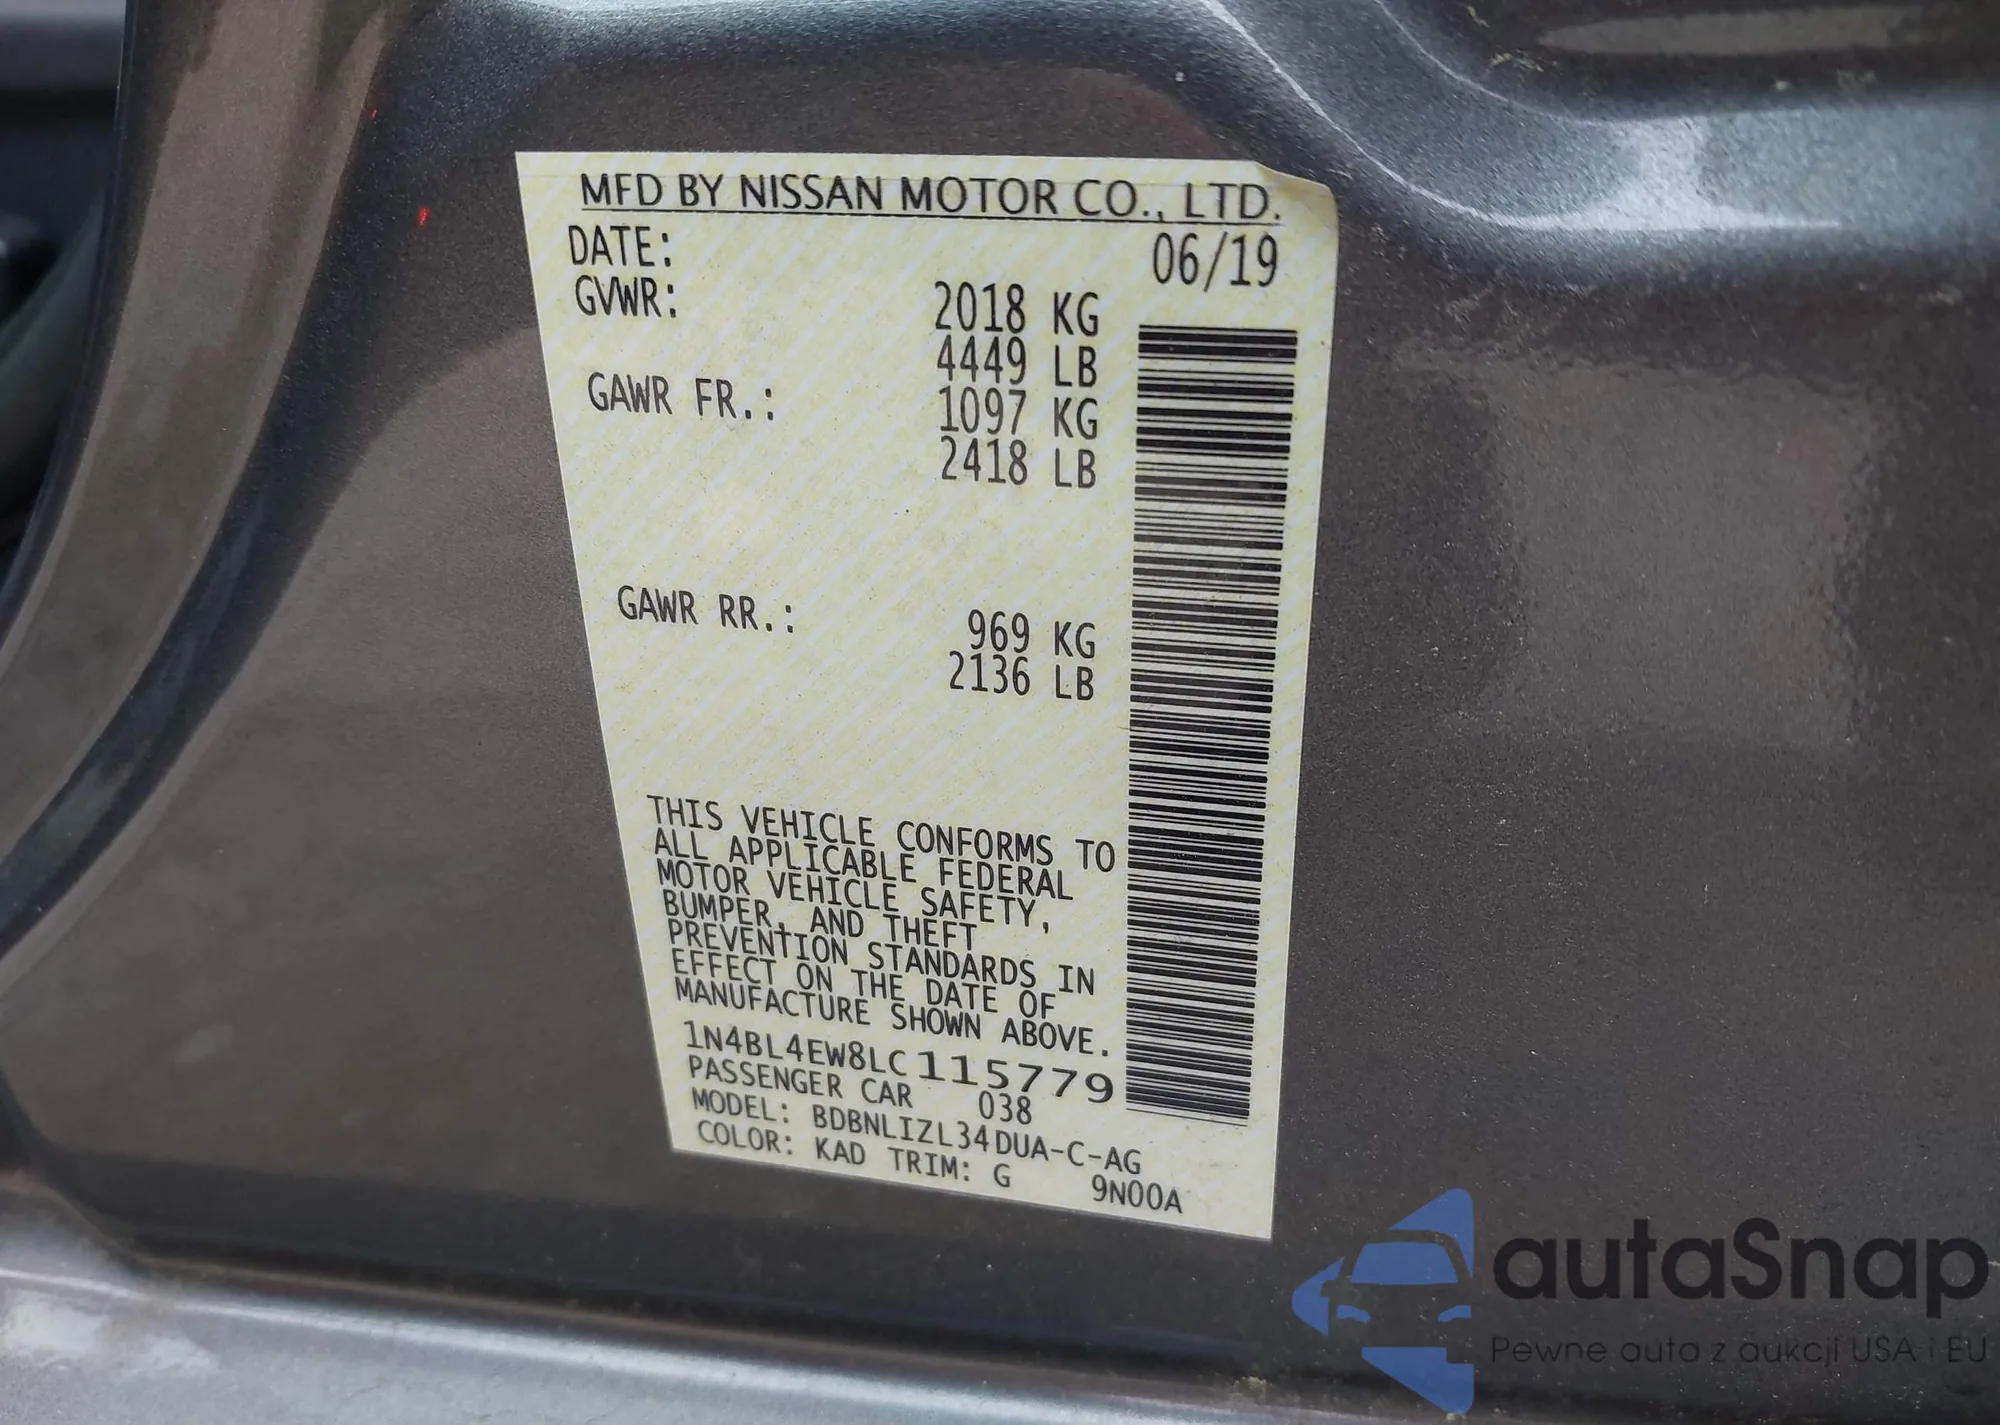 MFD BY NISSAN MOTOR CO., LTD.
DATE: 06/19
GVWR: 2018 KG
4449 LB
GAWR FR.: 1097 KG
2418 LB
GAWR RR.: 969 KG
2136 LB
THIS VEHICLE CONFORMS TO
ALL APPLICABLE FEDERAL
MOTOR VEHICLE SAFETY,
BUMPER, AND THEFT
PREVENTION STANDARDS IN
EFFECT ON THE DATE OF
MANUFACTURE SHOWN ABOVE.
1N4BL4EW8LC115779
PASSENGER CAR 038
MODEL: BDBNLIZL34DUA-C-AG
COLOR: KAD TRIM: G 9N00A
autaSnap
Pewne auta z aukcji USA i EU